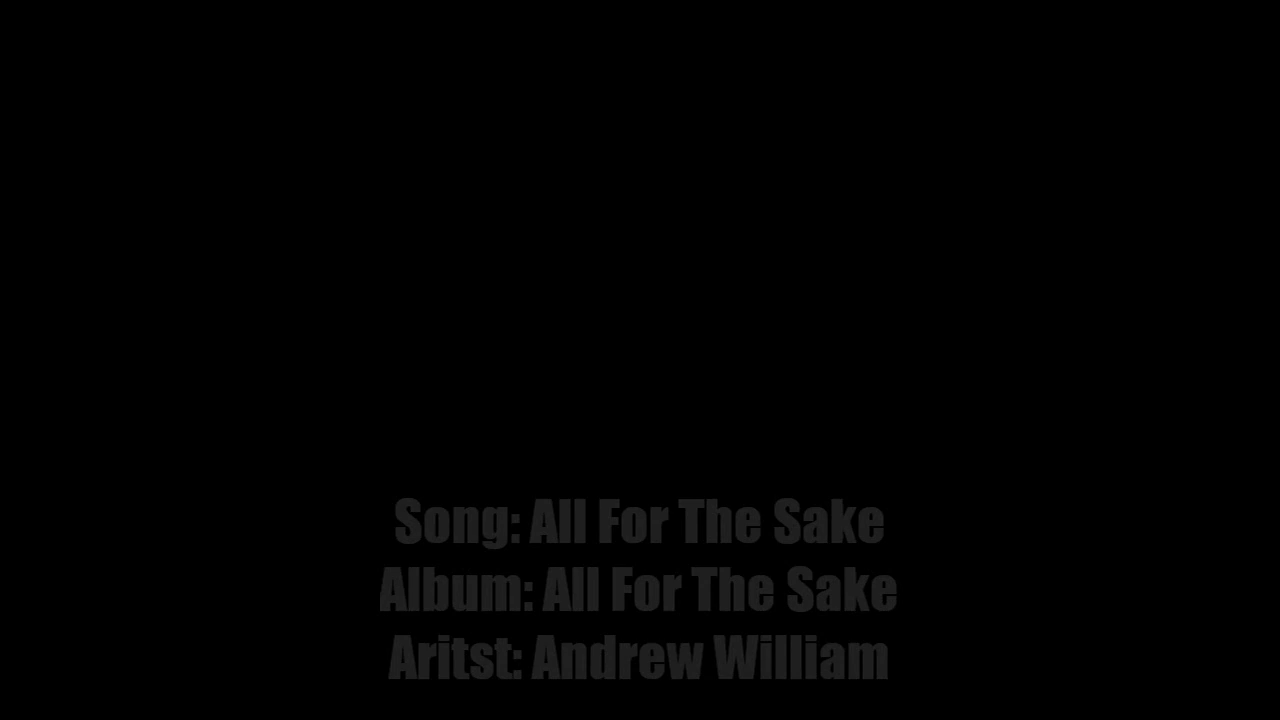 Song: All For The Sake
Album: All For The Sake
Aritst: Andrew William